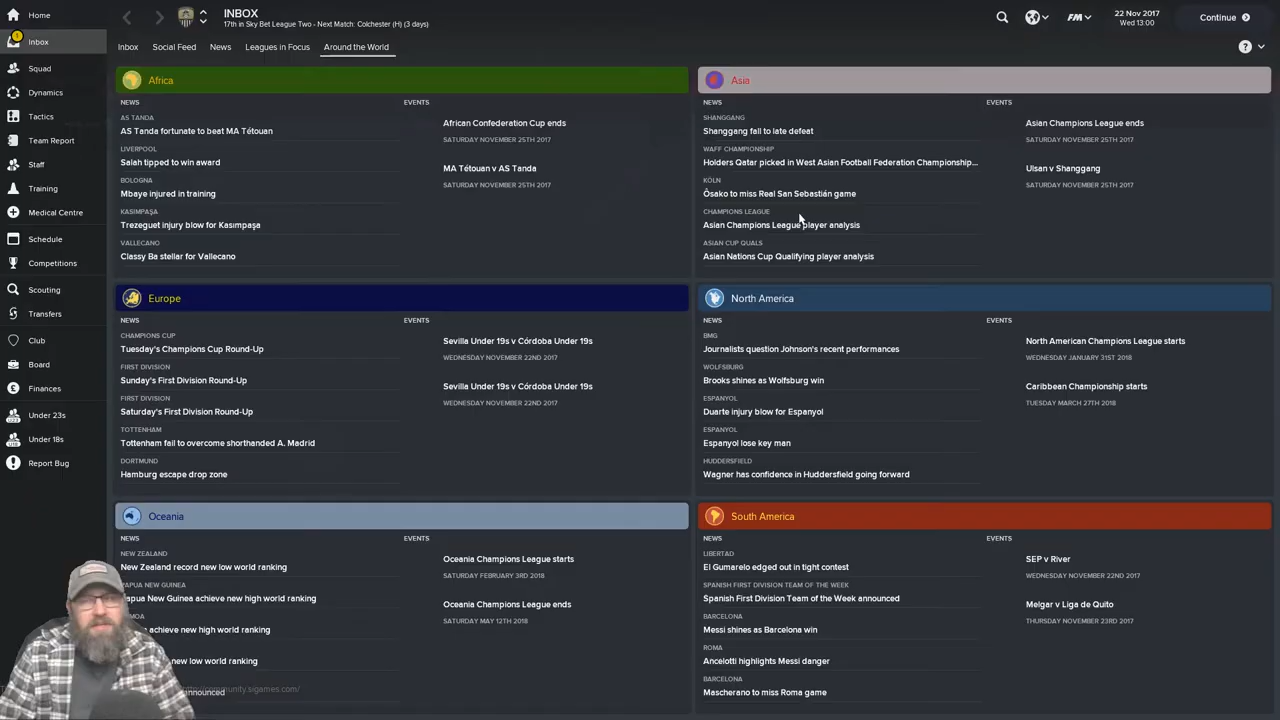 Home
Inbox
Squad
Dynamics
Tactics
Team Report
Staff
Training
Medical Centre
Schedule
Competitions
Scouting
Transfers
Club
Board
Finances
Under 23s
Under 18s
Report Bug
INBOX
17th in Sky Bet League Two - Next Match: Colchester (H) (3 days)
FM
22 Nov 2017
Wed 13:00
Continue
Inbox
Social Feed
News
Leagues in Focus
Around the World
?
Africa
NEWS
EVENTS
AS TANDA
AS Tanda fortunate to beat MA Tétouan
LIVERPOOL
Salah tipped to win award
BOLOGNA
Mbaye injured in training
KASIMPAŞA
Trezeguet injury blow for Kasımpaşa
VALLECANO
Classy Ba stellar for Vallecano
African Confederation Cup ends
SATURDAY NOVEMBER 25TH 2017
MA Tétouan v AS Tanda
SATURDAY NOVEMBER 25TH 2017
Asia
NEWS
EVENTS
SHANGGANG
Shanggang fall to late defeat
WAFF CHAMPIONSHIP
Holders Qatar picked in West Asian Football Federation Championship...
KÖLN
Ōsako to miss Real San Sebastián game
CHAMPIONS LEAGUE
Asian Champions League player analysis
ASIAN CUP QUALS
Asian Nations Cup Qualifying player analysis
Asian Champions League ends
SATURDAY NOVEMBER 25TH 2017
Ulsan v Shanggang
SATURDAY NOVEMBER 25TH 2017
Europe
NEWS
EVENTS
CHAMPIONS CUP
Tuesday's Champions Cup Round-Up
FIRST DIVISION
Sunday's First Division Round-Up
FIRST DIVISION
Saturday's First Division Round-Up
TOTTENHAM
Tottenham fail to overcome shorthanded A. Madrid
DORTMUND
Hamburg escape drop zone
Sevilla Under 19s v Córdoba Under 19s
WEDNESDAY NOVEMBER 22ND 2017
Sevilla Under 19s v Córdoba Under 19s
WEDNESDAY NOVEMBER 22ND 2017
North America
NEWS
EVENTS
BMG
Journalists question Johnson's recent performances
WOLFSBURG
Brooks shines as Wolfsburg win
ESPANYOL
Duarte injury blow for Espanyol
ESPANYOL
Espanyol lose key man
HUDDERSFIELD
Wagner has confidence in Huddersfield going forward
North American Champions League starts
WEDNESDAY JANUARY 31ST 2018
Caribbean Championship starts
TUESDAY MARCH 27TH 2018
Oceania
NEWS
EVENTS
NEW ZEALAND
New Zealand record new low world ranking
PAPUA NEW GUINEA
apua New Guinea achieve new high world ranking
MOA
achieve new high world ranking
new low world ranking
http://community.sigames.com/
nnounced
Oceania Champions League starts
SATURDAY FEBRUARY 3RD 2018
Oceania Champions League ends
SATURDAY MAY 12TH 2018
South America
NEWS
EVENTS
LIBERTAD
El Gumarelo edged out in tight contest
SPANISH FIRST DIVISION TEAM OF THE WEEK
Spanish First Division Team of the Week announced
BARCELONA
Messi shines as Barcelona win
ROMA
Ancelotti highlights Messi danger
BARCELONA
Mascherano to miss Roma game
SEP v River
WEDNESDAY NOVEMBER 22ND 2017
Melgar v Liga de Quito
THURSDAY NOVEMBER 23RD 2017